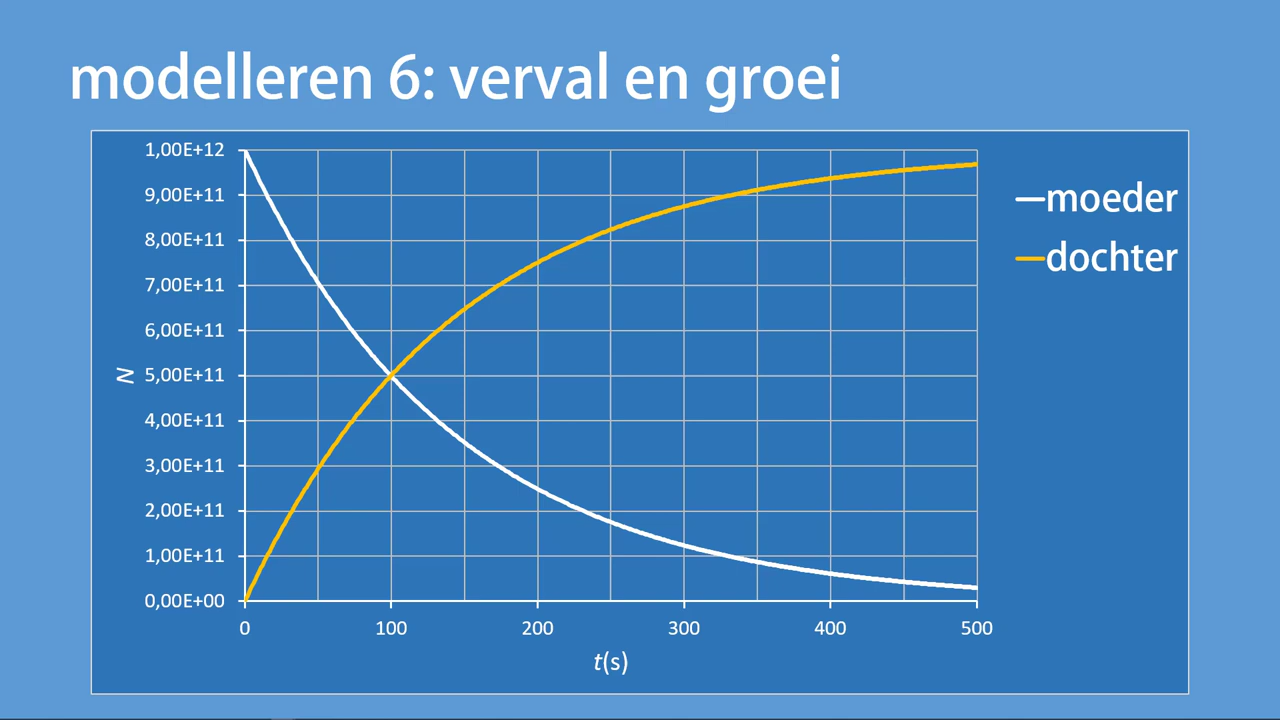 modelleren 6: verval en groei
1,00E+12
9,00E+11
8,00E+11
7,00E+11
6,00E+11
5,00E+11
4,00E+11
3,00E+11
2,00E+11
1,00E+11
0,00E+00
N
0 100 200 300 400 500
t(s)
moeder
dochter